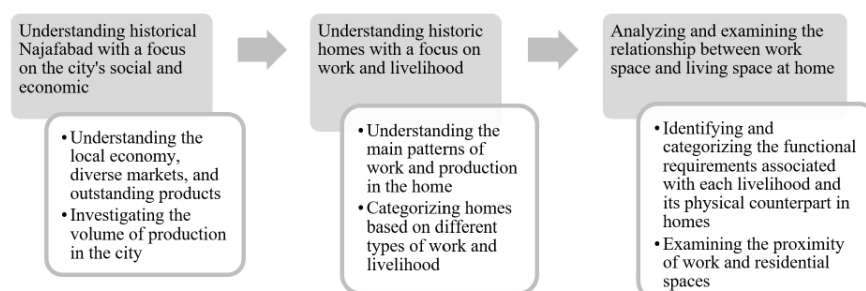 Understanding historical
Najafabad with a focus
on the city's social and
economic
• Understanding the
local economy,
diverse markets, and
outstanding products
• Investigating the
volume of production
in the city
Understanding historic
homes with a focus on
work and livelihood
• Understanding the
main patterns of
work and production
in the home
• Categorizing homes
based on different
types of work and
livelihood
Analyzing and examining the
relationship between work
space and living space at home
• Identifying and
categorizing the functional
requirements associated
with each livelihood and
its physical counterpart in
homes
• Examining the proximity
of work and residential
spaces